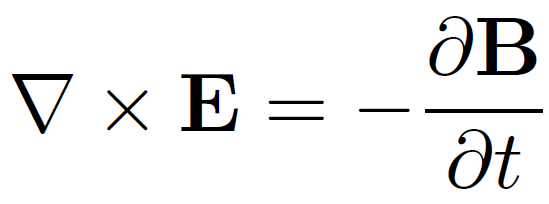 ∇ × **E** = −∂**B**/∂t